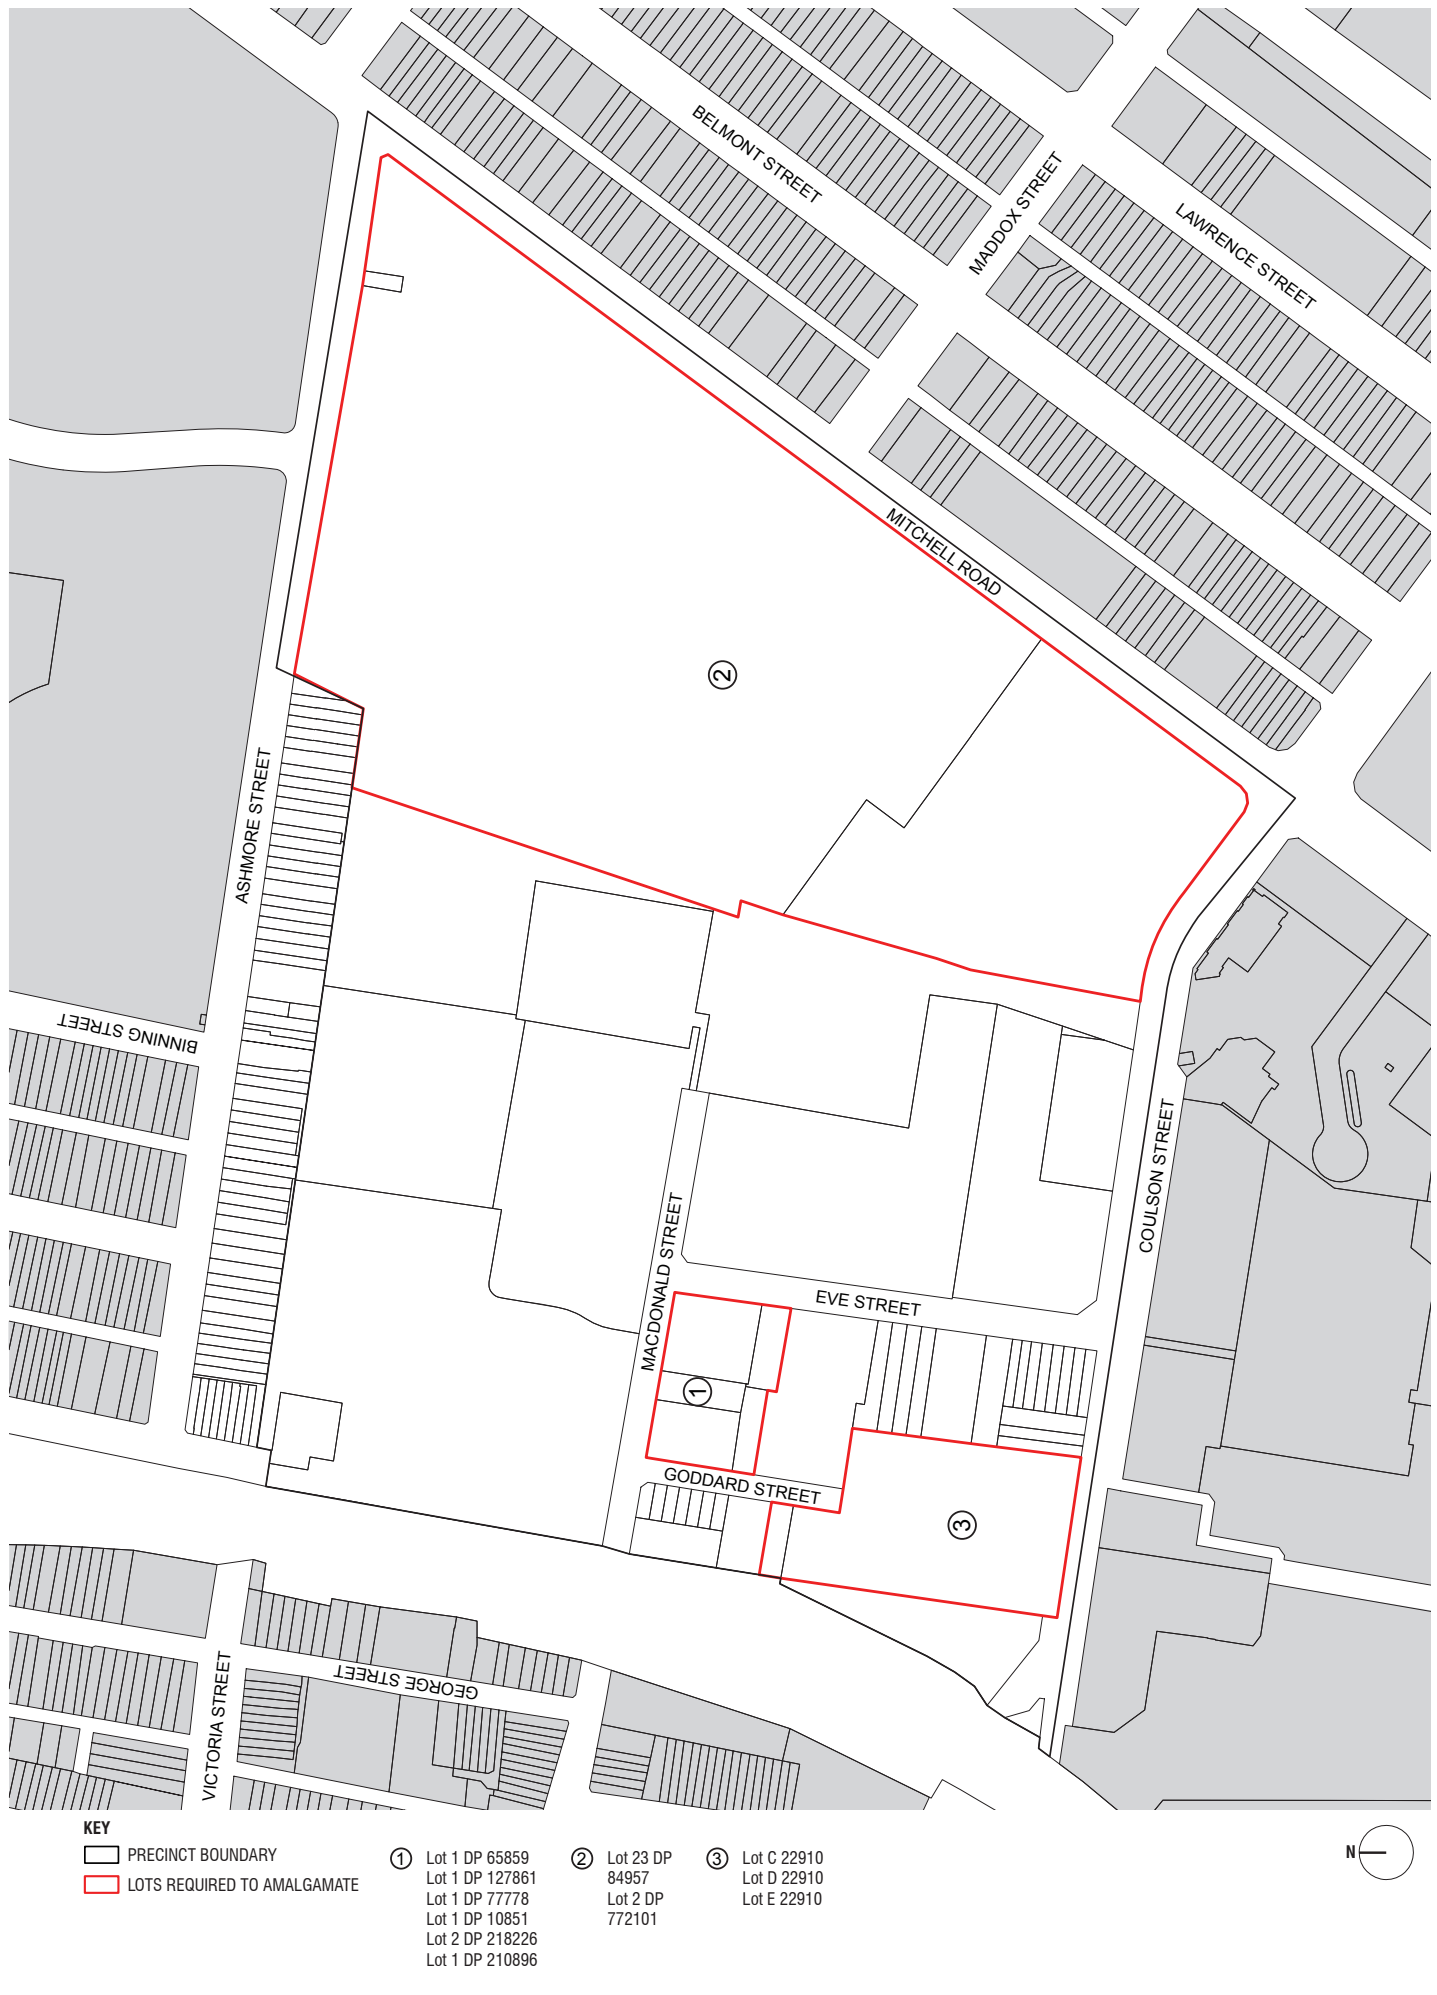 BELMONT STREET
MADDOX STREET
LAWRENCE STREET
MITCHELL ROAD
2
ASHMORE STREET
BINNING STREET
COULSON STREET
MACDONALD STREET
EVE STREET
1
GODDARD STREET
3
GEORGE STREET
VICTORIA STREET
KEY
PRECINCT BOUNDARY
LOTS REQUIRED TO AMALGAMATE
1 Lot 1 DP 65859
Lot 1 DP 127861
Lot 1 DP 77778
Lot 1 DP 10851
Lot 2 DP 218226
Lot 1 DP 210896
2 Lot 23 DP
84957
Lot 2 DP
772101
3 Lot C 22910
Lot D 22910
Lot E 22910
N